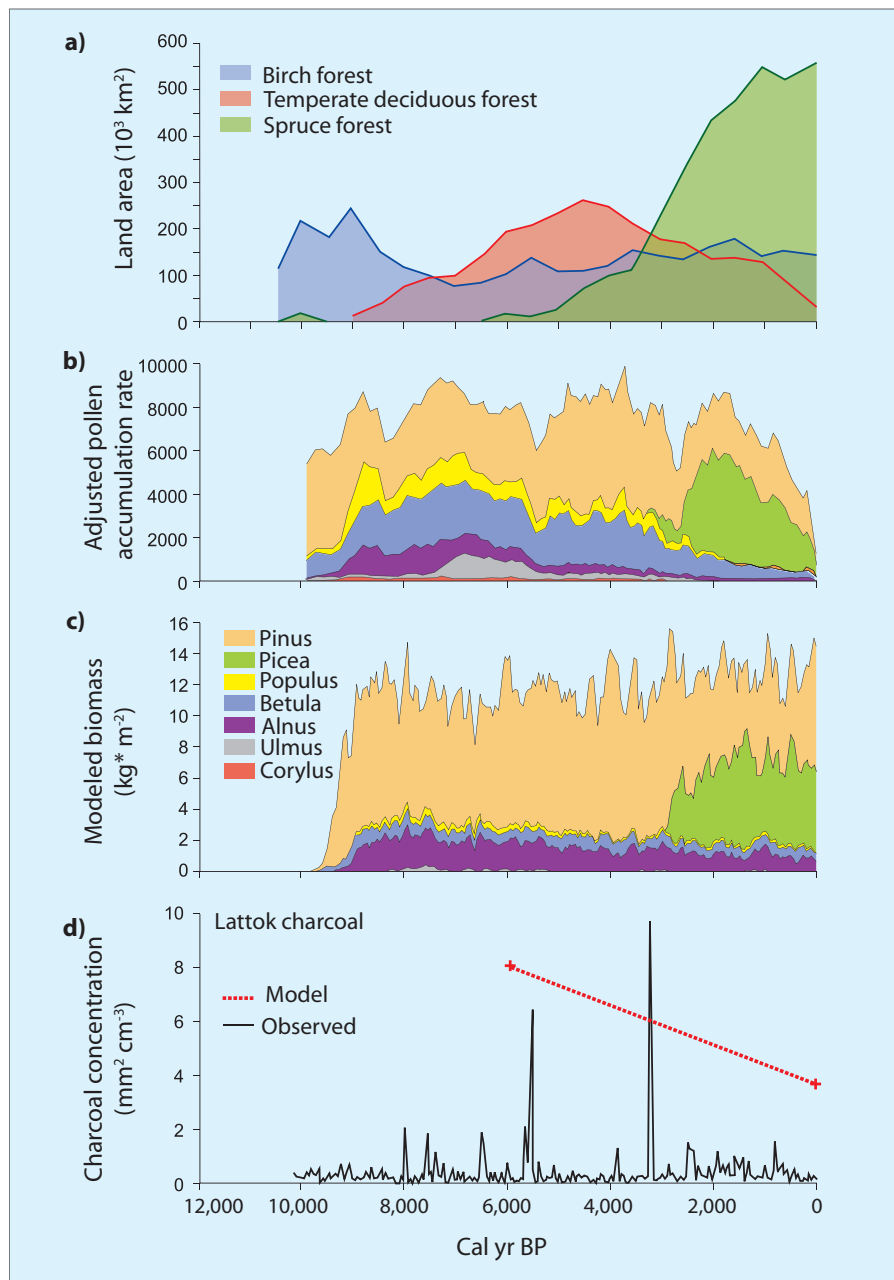 a)
600
500
400
300
200
100
0
Land area (10³ km²)
Birch forest
Temperate deciduous forest
Spruce forest
b)
10000
8000
6000
4000
2000
0
Adjusted pollen
accumulation rate
c)
16
14
12
10
8
6
4
2
0
Modeled biomass
(kg* m⁻²)
Pinus
Picea
Populus
Betula
Alnus
Ulmus
Corylus
d)
10
8
6
4
2
0
Charcoal concentration
(mm² cm⁻³)
Lattok charcoal
Model
Observed
12,000 10,000 8,000 6,000 4,000 2,000 0
Cal yr BP